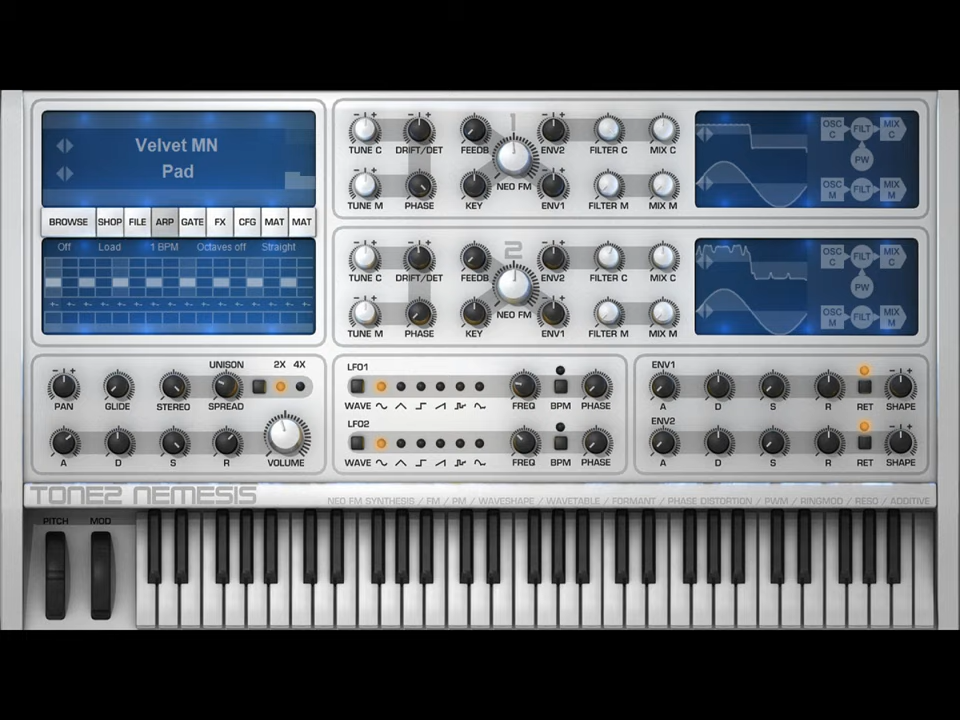 Velvet MN
Pad
BROWSE SHOP FILE ARP GATE FX CFG MAT MAT
Off Load 1 BPM Octaves off Straight
1
TUNE C DRIFT/DET FEEDB ENV2 FILTER C MIX C
NEO FM
TUNE M PHASE KEY ENV1 FILTER M MIX M
OSC C FILT MIX C
PW
OSC M FILT MIX M
2
TUNE C DRIFT/DET FEEDB ENV2 FILTER C MIX C
NEO FM
TUNE M PHASE KEY ENV1 FILTER M MIX M
OSC C FILT MIX C
PW
OSC M FILT MIX M
UNISON 2X 4X
PAN GLIDE STEREO SPREAD
A D S R VOLUME
LFO1
WAVE FREQ BPM PHASE
LFO2
WAVE FREQ BPM PHASE
ENV1
A D S R RET SHAPE
ENV2
A D S R RET SHAPE
TONE2 NEMESIS
NEO FM SYNTHESIS / FM / PM / WAVESHAPE / WAVETABLE / FORMANT / PHASE DISTORTION / PWM / RINGMOD / RESO / ADDITIVE
PITCH MOD